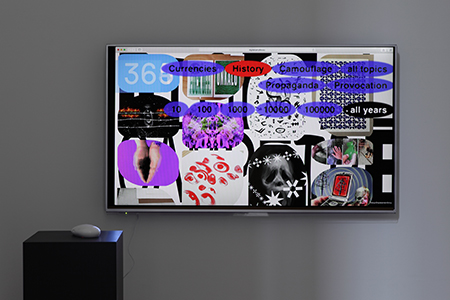 365
Currencies History Camouflage all topics
Propaganda Provocation
10 100 1000 10000 100000 all years